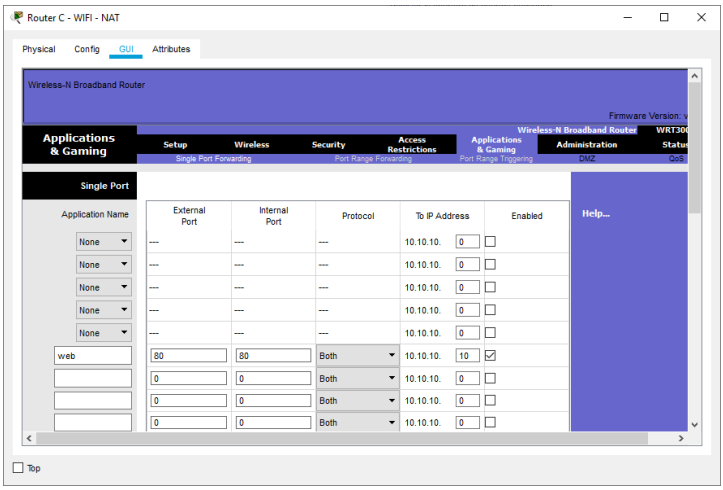 Router C - WIFI - NAT
Physical Config GUI Attributes
Wireless-N Broadband Router
Firmware Version: v
Wireless-N Broadband Router WRT300
Applications & Gaming
Setup Wireless Security Access Restrictions Applications & Gaming Administration Status
Single Port Forwarding Port Range Forwarding Port Range Triggering DMZ QoS
Single Port
Application Name External Port Internal Port Protocol To IP Address Enabled
Help...
None --- --- --- 10.10.10. 0
None --- --- --- 10.10.10. 0
None --- --- --- 10.10.10. 0
None --- --- --- 10.10.10. 0
None --- --- --- 10.10.10. 0
web 80 80 Both 10.10.10. 10
0 0 Both 10.10.10. 0
0 0 Both 10.10.10. 0
0 0 Both 10.10.10. 0
Top